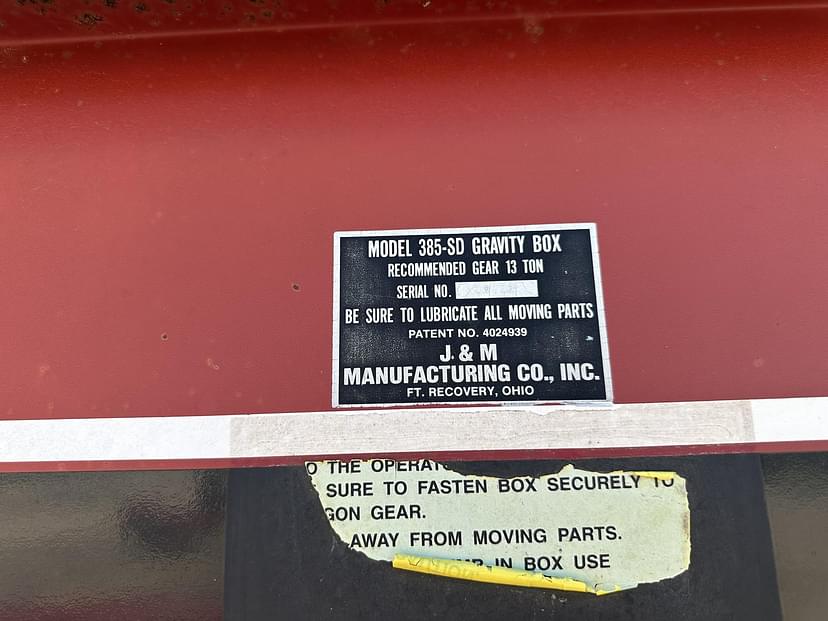 MODEL 385-SD GRAVITY BOX
RECOMMENDED GEAR 13 TON
SERIAL NO.
BE SURE TO LUBRICATE ALL MOVING PARTS
PATENT NO. 4024939
J. & M
MANUFACTURING CO., INC.
FT. RECOVERY, OHIO
THE
SURE TO FASTEN BOX SECURELY TO
GON GEAR.
AWAY FROM MOVING PARTS.
IN BOX USE